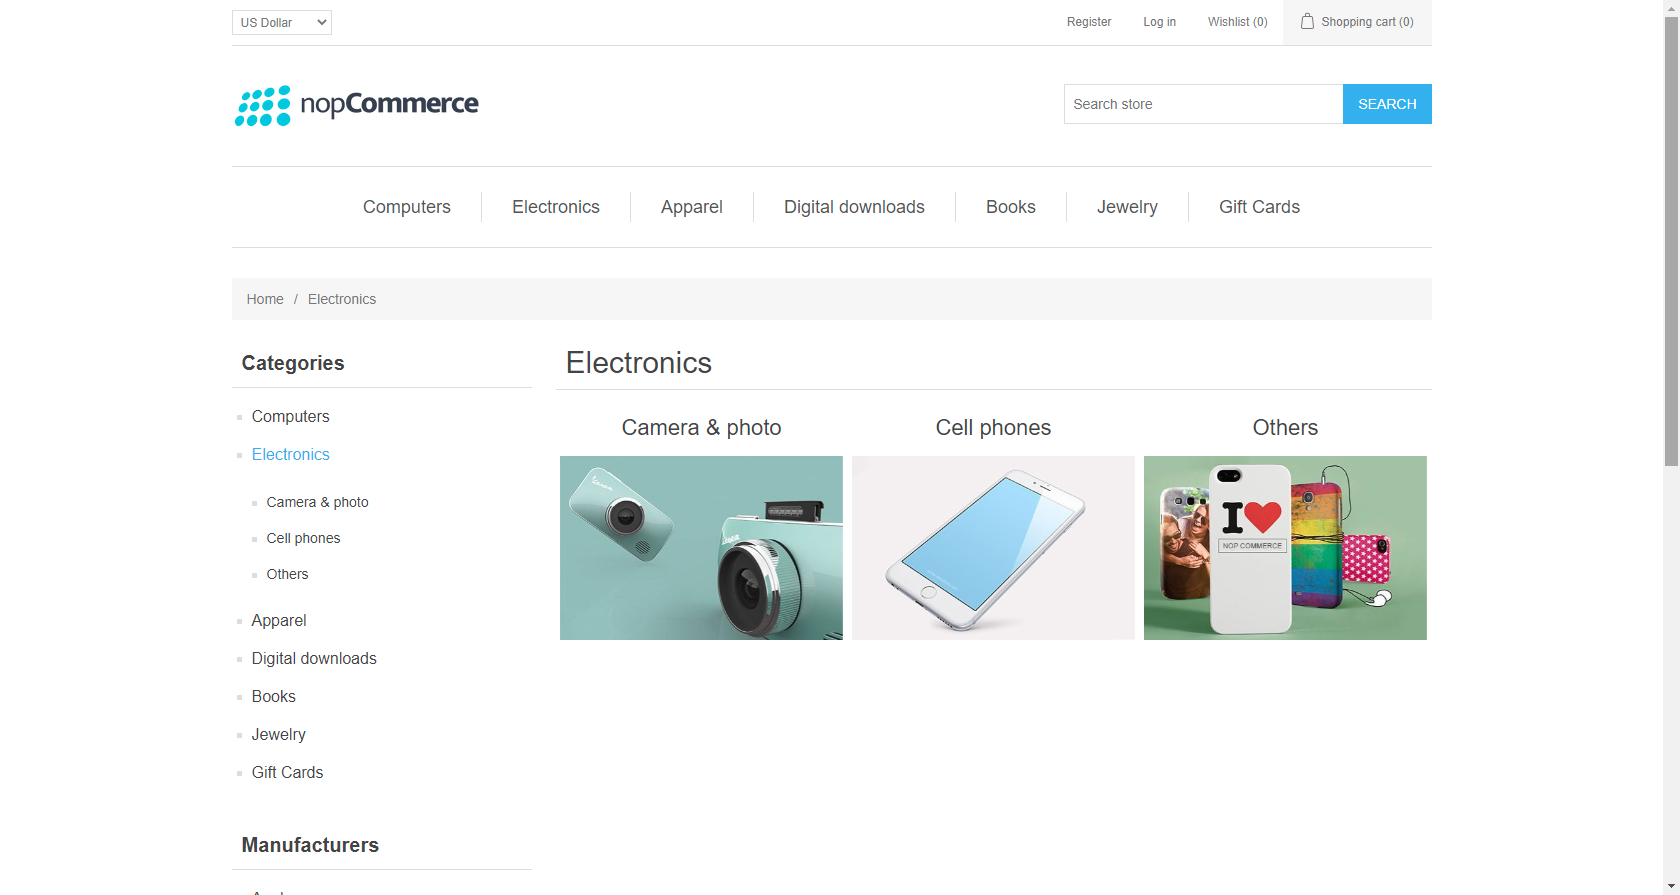 US Dollar
Register
Log in
Wishlist (0)
Shopping cart (0)
nopCommerce
Search store
SEARCH
Computers
Electronics
Apparel
Digital downloads
Books
Jewelry
Gift Cards
Home / Electronics
Categories
Computers
Electronics
Camera & photo
Cell phones
Others
Apparel
Digital downloads
Books
Jewelry
Gift Cards
Manufacturers
Electronics
Camera & photo
Cell phones
Others
I
NOP COMMERCE